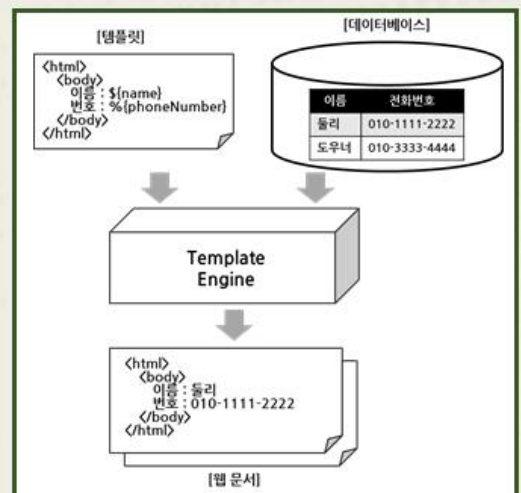 [템플릿]
<html>
<body>
이름 : ${name}
번호 : %{phoneNumber}
</body>
</html>
[데이터베이스]
이름 전화번호
둘리 010-1111-2222
도우너 010-3333-4444
Template
Engine
<html>
<body>
이름 : 둘리
번호 : 010-1111-2222
</body>
</html>
[웹 문서]